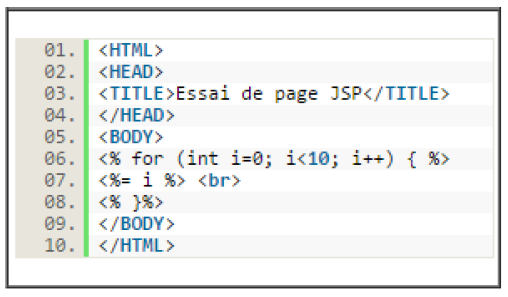 01. <HTML>
02. <HEAD>
03. <TITLE>Essai de page JSP</TITLE>
04. </HEAD>
05. <BODY>
06. <% for (int i=0; i<10; i++) { %>
07. <%= i %> <br>
08. <% }%>
09. </BODY>
10. </HTML>